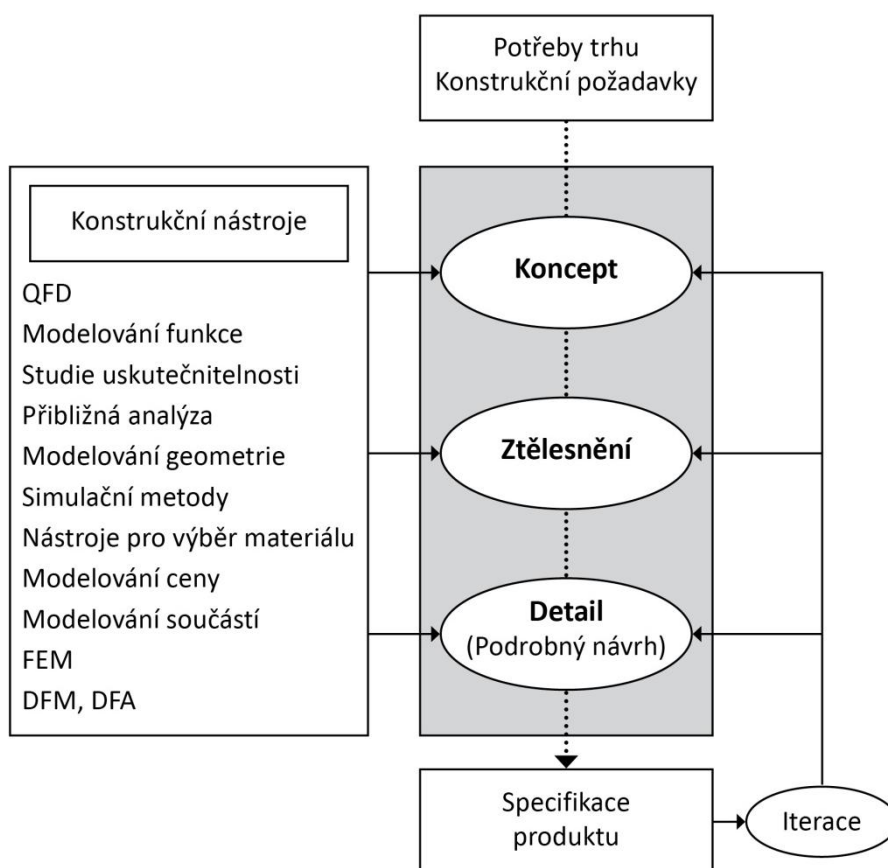 Potřeby trhu
Konstrukční požadavky
Konstrukční nástroje
QFD
Modelování funkce
Studie uskutečnitelnosti
Přibližná analýza
Modelování geometrie
Simulační metody
Nástroje pro výběr materiálu
Modelování ceny
Modelování součástí
FEM
DFM, DFA
Koncept
Ztělesnění
Detail
(Podrobný návrh)
Specifikace
produktu
Iterace